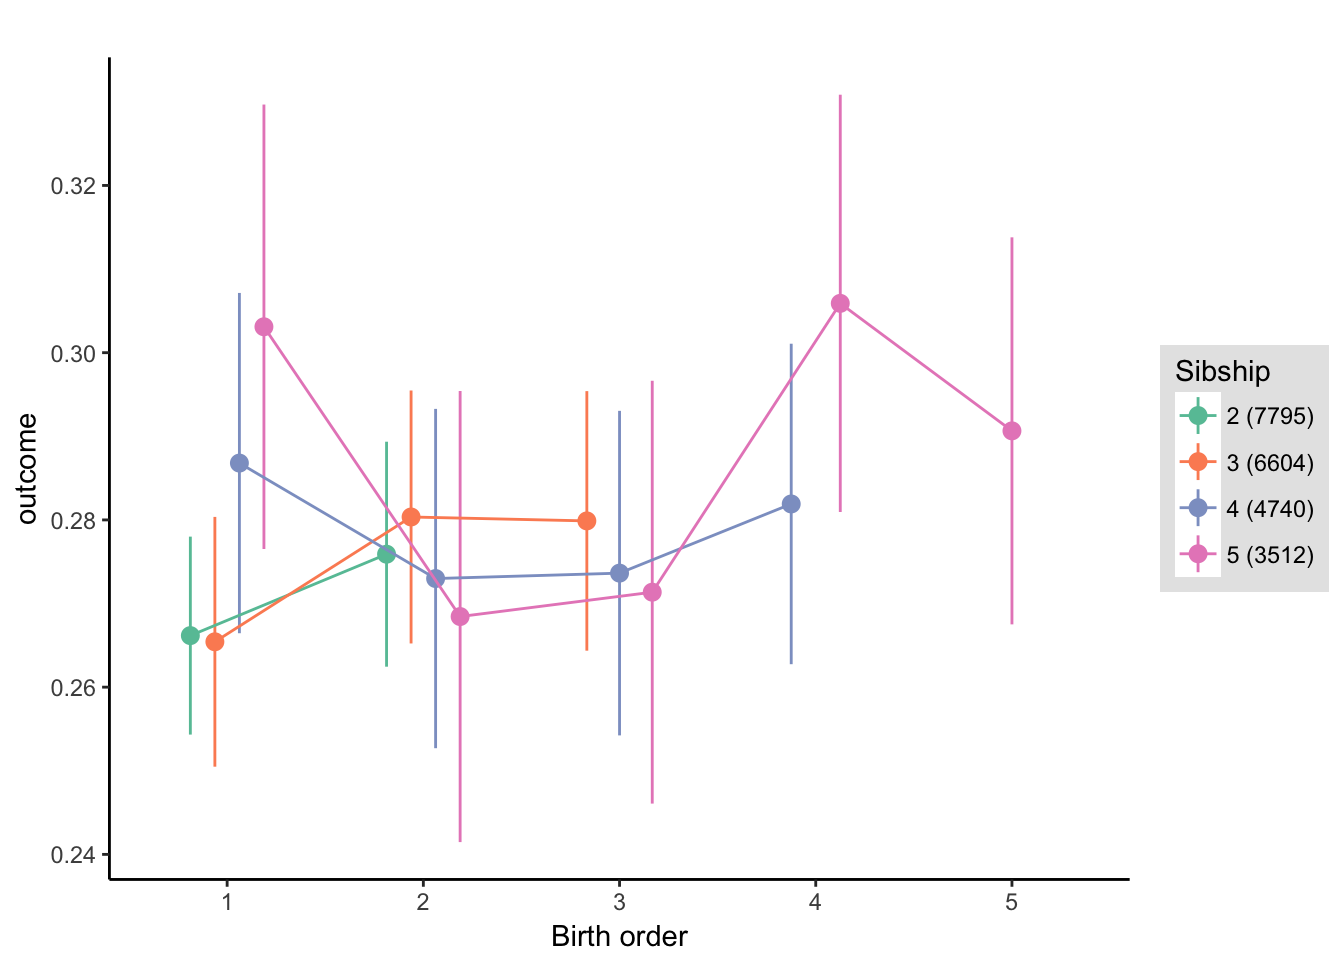 outcome
0.32
0.30
0.28
0.26
0.24
1 2 3 4 5
Birth order
Sibship
2 (7795)
3 (6604)
4 (4740)
5 (3512)